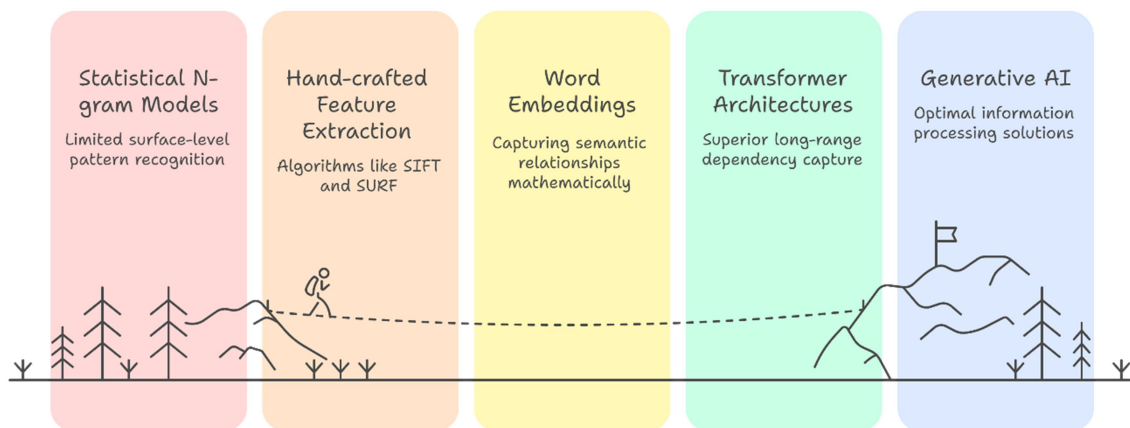 Statistical N-
gram Models
Limited surface-level
pattern recognition
Hand-crafted
Feature
Extraction
Algorithms like SIFT
and SURF
Word
Embeddings
Capturing semantic
relationships
mathematically
Transformer
Architectures
Superior long-range
dependency capture
Generative AI
Optimal information
processing solutions